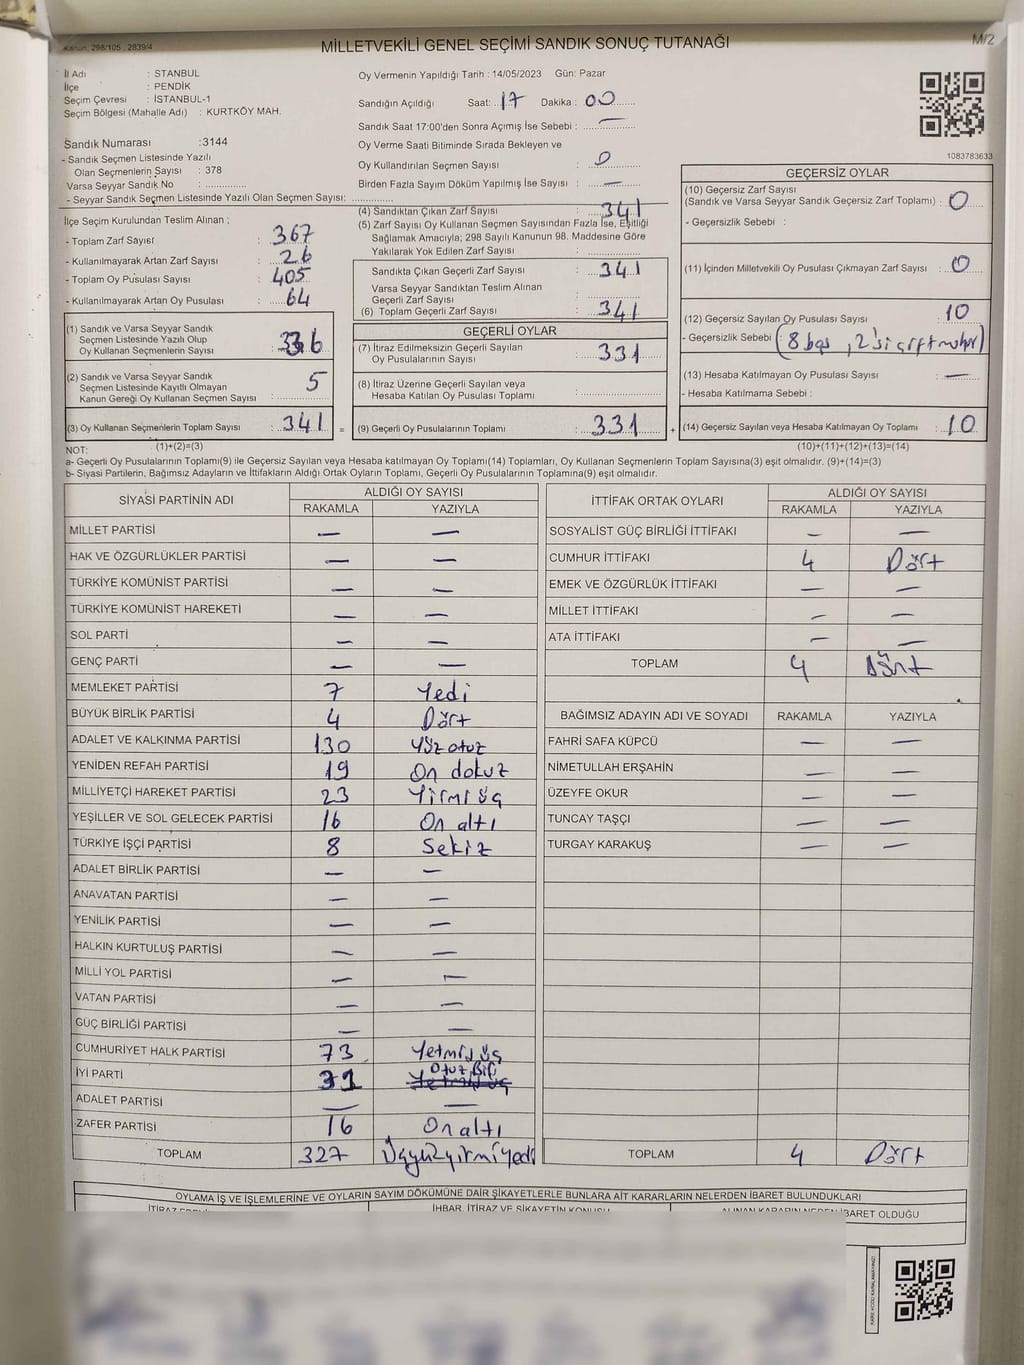 Kanun: 298/105 , 2839/4
MİLLETVEKİLİ GENEL SEÇİMİ SANDIK SONUÇ TUTANAĞI
M/2
İl Adı : STANBUL
İlçe : PENDİK
Seçim Çevresi : İSTANBUL-1
Seçim Bölgesi (Mahalle Adı) : KURTKÖY MAH.
Sandık Numarası :3144
- Sandık Seçmen Listesinde Yazılı
Olan Seçmenlerin Sayısı : 378
Varsa Seyyar Sandık No : ..............
- Seyyar Sandık Seçmen Listesinde Yazılı Olan Seçmen Sayısı: ..............
Oy Vermenin Yapıldığı Tarih : 14/05/2023 Gün: Pazar
Sandığın Açıldığı Saat: 17 Dakika : 00
Sandık Saat 17:00'den Sonra Açımış İse Sebebi : —
Oy Verme Saati Bitiminde Sırada Bekleyen ve
Oy Kullandırılan Seçmen Sayısı : 0
Birden Fazla Sayım Döküm Yapılmış İse Sayısı : —
1083783633
İlçe Seçim Kurulundan Teslim Alınan ;
- Toplam Zarf Sayısı : 367
- Kullanılmayarak Artan Zarf Sayısı : 26
- Toplam Oy Pusulası Sayısı : 405
- Kullanılmayarak Artan Oy Pusulası : 64
(1) Sandık ve Varsa Seyyar Sandık
Seçmen Listesinde Yazılı Olup
Oy Kullanan Seçmenlerin Sayısı : 336
(2) Sandık ve Varsa Seyyar Sandık
Seçmen Listesinde Kayıtlı Olmayan
Kanun Gereği Oy Kullanan Seçmen Sayısı : 5
(3) Oy Kullanan Seçmenlerin Toplam Sayısı : 341 =
(4) Sandıktan Çıkan Zarf Sayısı : 341
(5) Zarf Sayısı Oy Kullanan Seçmen Sayısından Fazla İse, Eşitliği
Sağlamak Amacıyla; 298 Sayılı Kanunun 98. Maddesine Göre
Yakılarak Yok Edilen Zarf Sayısı :
Sandıkta Çıkan Geçerli Zarf Sayısı : 341
Varsa Seyyar Sandıktan Teslim Alınan
Geçerli Zarf Sayısı :
(6) Toplam Geçerli Zarf Sayısı : 341
GEÇERLİ OYLAR
(7) İtiraz Edilmeksizin Geçerli Sayılan
Oy Pusulalarının Sayısı : 331
(8) İtiraz Üzerine Geçerli Sayılan veya
Hesaba Katılan Oy Pusulası Toplamı :
(9) Geçerli Oy Pusulalarının Toplamı : 331 +
GEÇERSİZ OYLAR
(10) Geçersiz Zarf Sayısı
(Sandık ve Varsa Seyyar Sandık Geçersiz Zarf Toplamı) : 0
- Geçersizlik Sebebi :
(11) İçinden Milletvekili Oy Pusulası Çıkmayan Zarf Sayısı : 0
(12) Geçersiz Sayılan Oy Pusulası Sayısı : 10
- Geçersizlik Sebebi : (8 boş , 2'si çift mühür)
(13) Hesaba Katılmayan Oy Pusulası Sayısı : —
- Hesaba Katılmama Sebebi :
(14) Geçersiz Sayılan veya Hesaba Katılmayan Oy Toplamı : 10
NOT: (1)+(2)=(3) (10)+(11)+(12)+(13)=(14)
a- Geçerli Oy Pusulalarının Toplamı(9) ile Geçersiz Sayılan veya Hesaba katılmayan Oy Toplamı(14) Toplamları, Oy Kullanan Seçmenlerin Toplam Sayısına(3) eşit olmalıdır. (9)+(14)=(3)
b- Siyasi Partilerin, Bağımsız Adayların ve İttifakların Aldığı Ortak Oyların Toplamı, Geçerli Oy Pusulalarının Toplamına(9) eşit olmalıdır.
SİYASİ PARTİNİN ADI ALDIĞI OY SAYISI
RAKAMLA YAZIYLA
MİLLET PARTİSİ — —
HAK VE ÖZGÜRLÜKLER PARTİSİ — —
TÜRKİYE KOMÜNİST PARTİSİ — —
TÜRKİYE KOMÜNİST HAREKETİ — —
SOL PARTİ — —
GENÇ PARTİ — —
MEMLEKET PARTİSİ 7 Yedi
BÜYÜK BİRLİK PARTİSİ 4 Dört
ADALET VE KALKINMA PARTİSİ 130 Yüz otuz
YENİDEN REFAH PARTİSİ 19 On dokuz
MİLLİYETÇİ HAREKET PARTİSİ 23 Yirmi üç
YEŞİLLER VE SOL GELECEK PARTİSİ 16 On altı
TÜRKİYE İŞÇİ PARTİSİ 8 Sekiz
ADALET BİRLİK PARTİSİ — —
ANAVATAN PARTİSİ — —
YENİLİK PARTİSİ — —
HALKIN KURTULUŞ PARTİSİ — —
MİLLİ YOL PARTİSİ — —
VATAN PARTİSİ — —
GÜÇ BİRLİĞİ PARTİSİ — —
CUMHURİYET HALK PARTİSİ 73 Yetmiş üç
İYİ PARTİ 31 Otuz Bir Yetmiş üç
ADALET PARTİSİ — —
ZAFER PARTİSİ 16 On altı
TOPLAM 327 Üçyüzyirmiyedi
İTTİFAK ORTAK OYLARI ALDIĞI OY SAYISI
RAKAMLA YAZIYLA
SOSYALİST GÜÇ BİRLİĞİ İTTİFAKI — —
CUMHUR İTTİFAKI 4 Dört
EMEK VE ÖZGÜRLÜK İTTİFAKI — —
MİLLET İTTİFAKI — —
ATA İTTİFAKI — —
TOPLAM 4 Dört
BAĞIMSIZ ADAYIN ADI VE SOYADI RAKAMLA YAZIYLA
FAHRİ SAFA KÜPCÜ — —
NİMETULLAH ERŞAHİN — —
ÜZEYFE OKUR — —
TUNCAY TAŞÇI — —
TURGAY KARAKUŞ — —
TOPLAM 4 Dört
OYLAMA İŞ VE İŞLEMLERİNE VE OYLARIN SAYIM DÖKÜMÜNE DAİR ŞİKAYETLERLE BUNLARA AİT KARARLARIN NELERDEN İBARET BULUNDUKLARI
İHBAR, İTİRAZ VE ŞİKAYETİN KONUSU ALINAN KARARIN NEDEN İBARET OLDUĞU